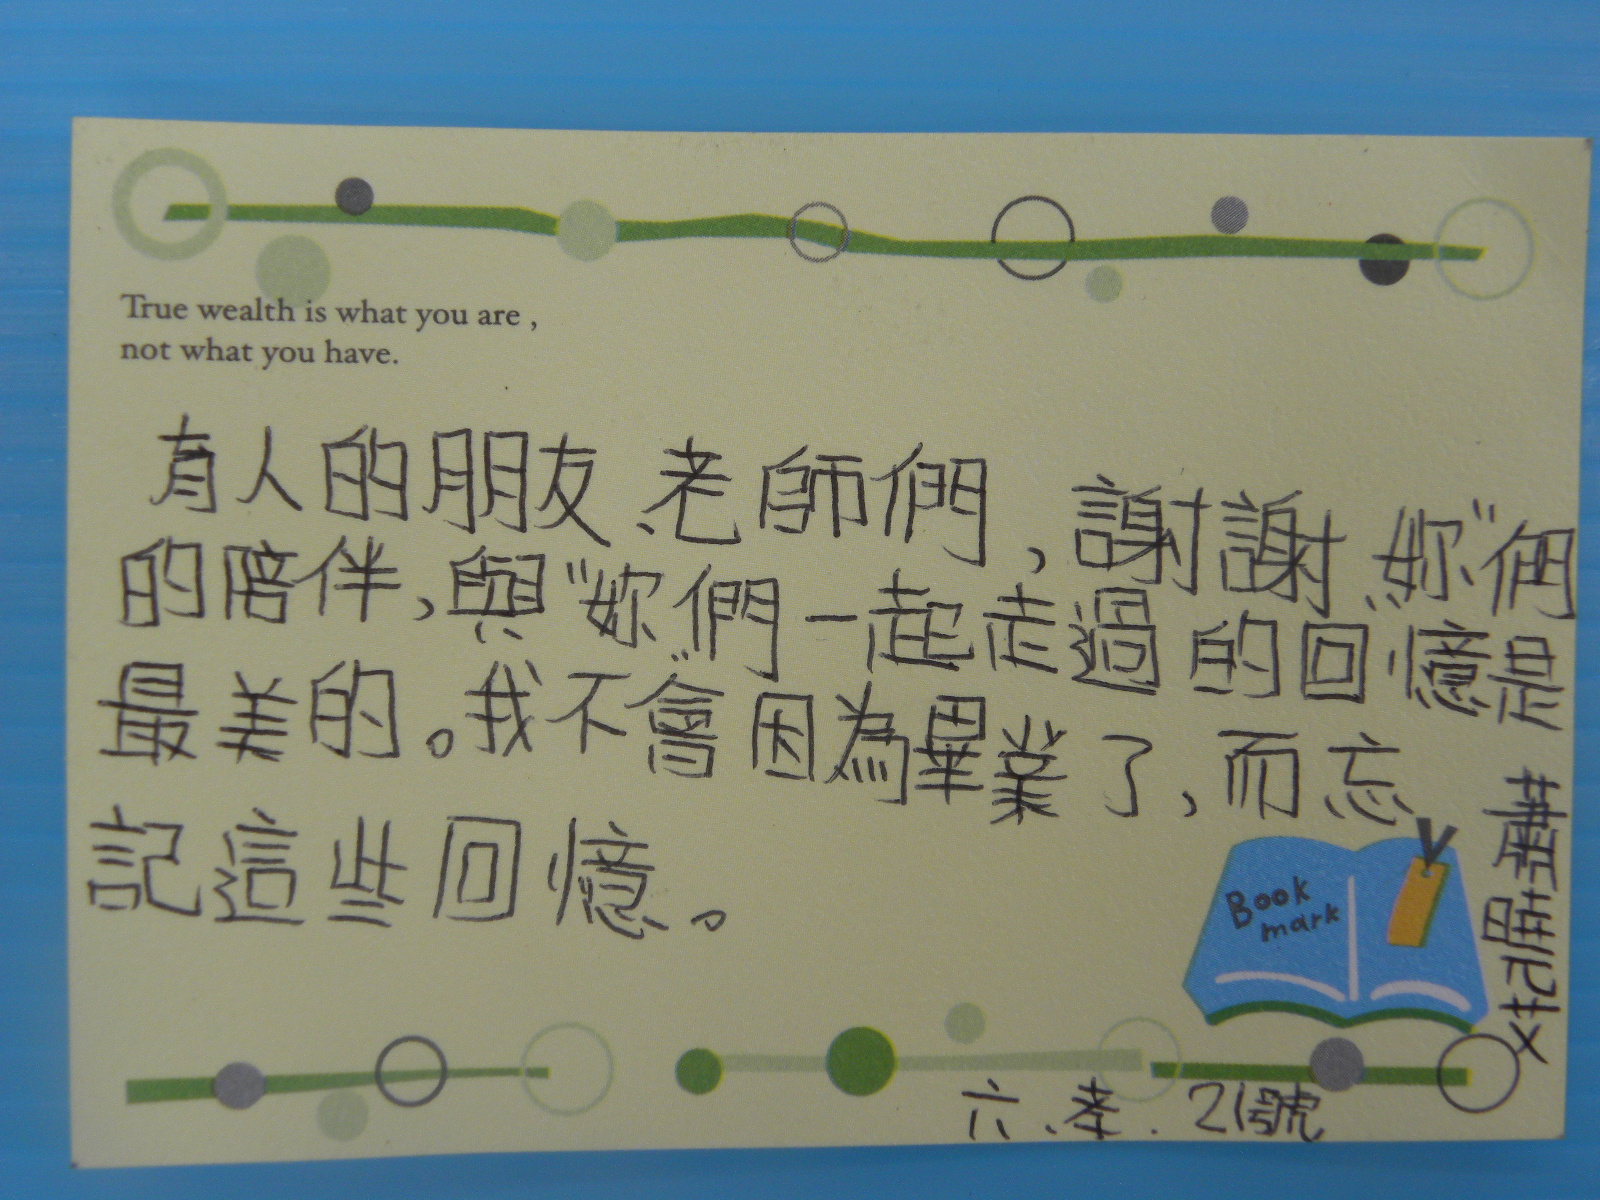 True wealth is what you are ,
not what you have.
有人的朋友、老師們,謝謝"妳"們
的陪伴,與"妳"們一起走過的回憶是
最美的。我不會因為畢業了,而忘
記這些回憶。
Book
mark
蕭
六.孝.21號